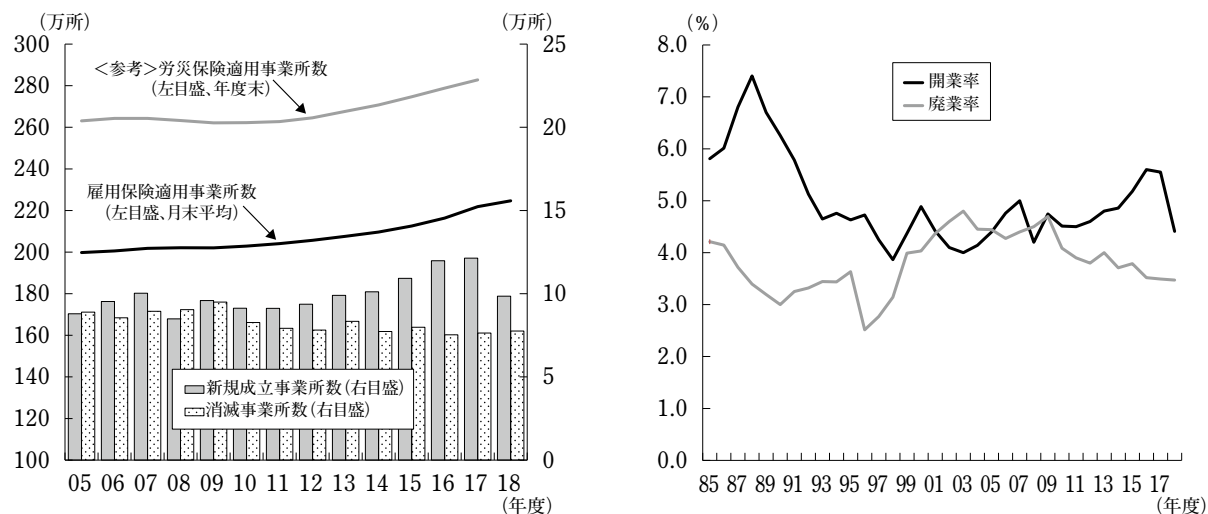 (万所)
(万所)
300
280
260
240
220
200
180
160
140
120
100
25
20
15
10
5
0
<参考>労災保険適用事業所数
(左目盛、年度末)
雇用保険適用事業所数
(左目盛、月末平均)
新規成立事業所数(右目盛)
消滅事業所数(右目盛)
05 06 07 08 09 10 11 12 13 14 15 16 17 18
(年度)
(%)
8.0
7.0
6.0
5.0
4.0
3.0
2.0
1.0
0.0
開業率
廃業率
85 87 89 91 93 95 97 99 01 03 05 07 09 11 13 15 17
(年度)